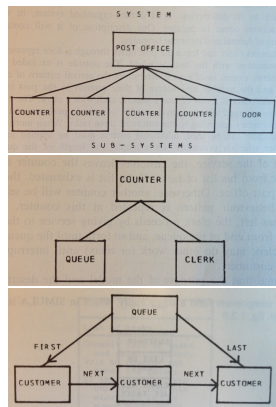 SYSTEM
POST OFFICE
COUNTER COUNTER COUNTER COUNTER DOOR
SUB-SYSTEMS
COUNTER
QUEUE CLERK
QUEUE
FIRST LAST
NEXT NEXT
CUSTOMER CUSTOMER CUSTOMER